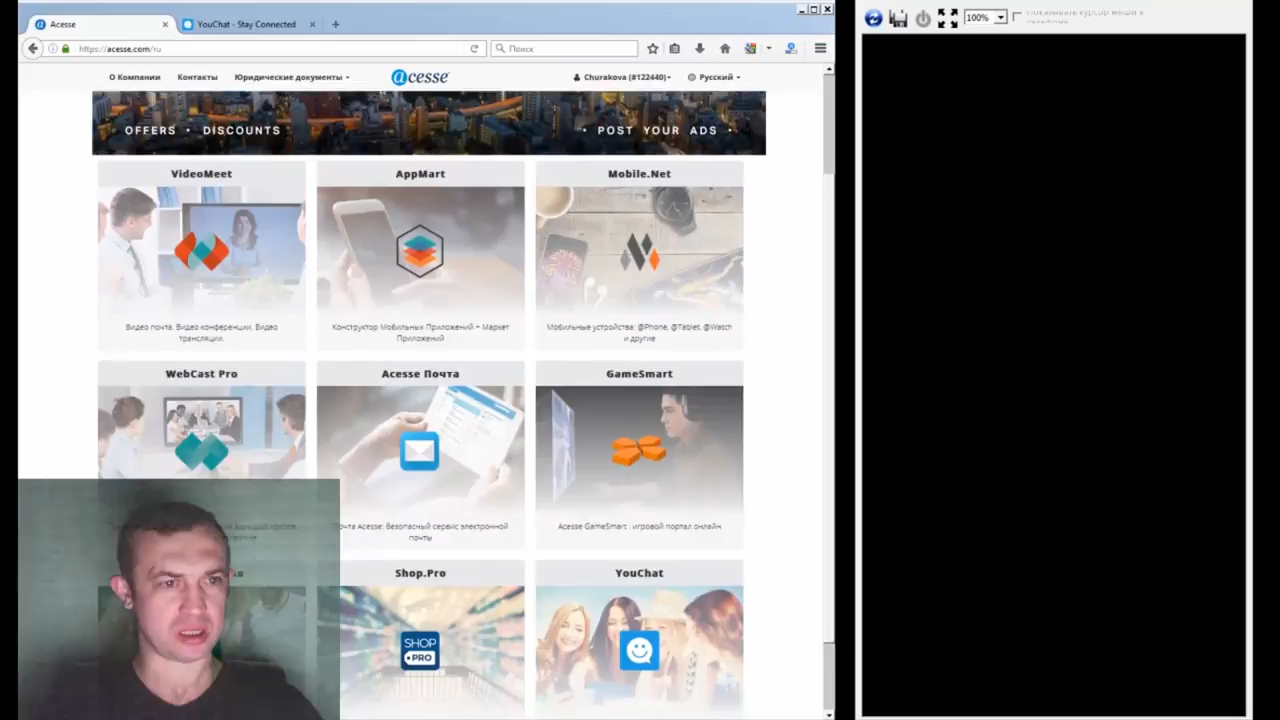 Acesse
YouChat - Stay Connected
https://acesse.com/ru
Поиск
100%
О Компании
Контакты
Юридические документы
acesse
Churakova (#122440)
Русский
OFFERS • DISCOUNTS
• POST YOUR ADS •
VideoMeet
AppMart
Mobile.Net
Видео почта. Видео конференции, Видео
трансляции.
Конструктор Мобильных Приложений + Маркет
Приложений
Мобильные устройства: @Phone, @Tablet, @Watch
и другие
WebCast Pro
Acesse Почта
GameSmart
почта Acesse: Безопасный сервис электронной
почты
Acesse GameSmart : игровой портал онлайн
Shop.Pro
YouChat
SHOP
•PRO